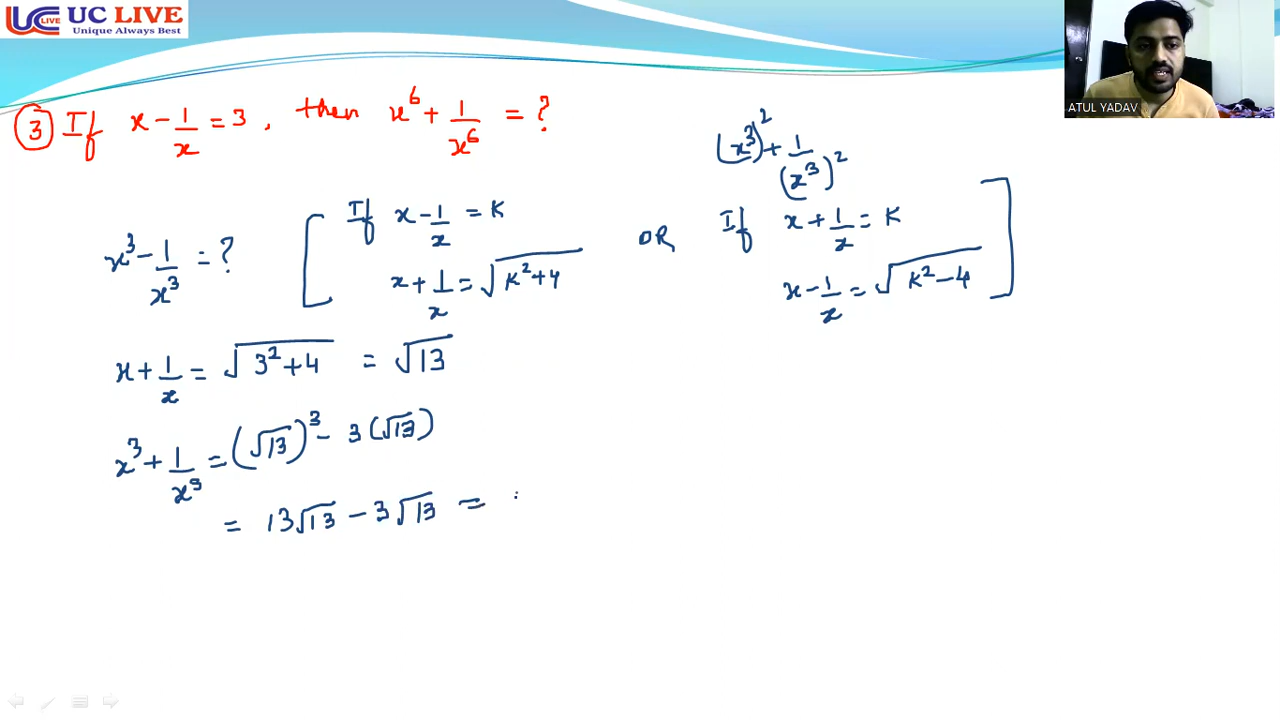 UC LIVE UC LIVE
Unique Always Best
ATUL YADAV
③ If x - 1/x = 3, then x⁶ + 1/x⁶ = ?
(x³)² + 1/(x³)²
x³ - 1/x³ = ?
[ If x - 1/x = K
x + 1/x = √(K²+4)
OR
If x + 1/x = K
x - 1/x = √(K²-4) ]
x + 1/x = √(3²+4) = √13
x³ + 1/x³ = (√13)³ - 3(√13)
= 13√13 - 3√13 =